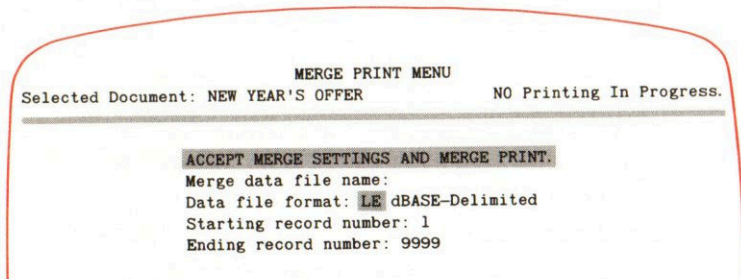 MERGE PRINT MENU
Selected Document: NEW YEAR'S OFFER NO Printing In Progress.
ACCEPT MERGE SETTINGS AND MERGE PRINT.
Merge data file name:
Data file format: LE dBASE-Delimited
Starting record number: 1
Ending record number: 9999